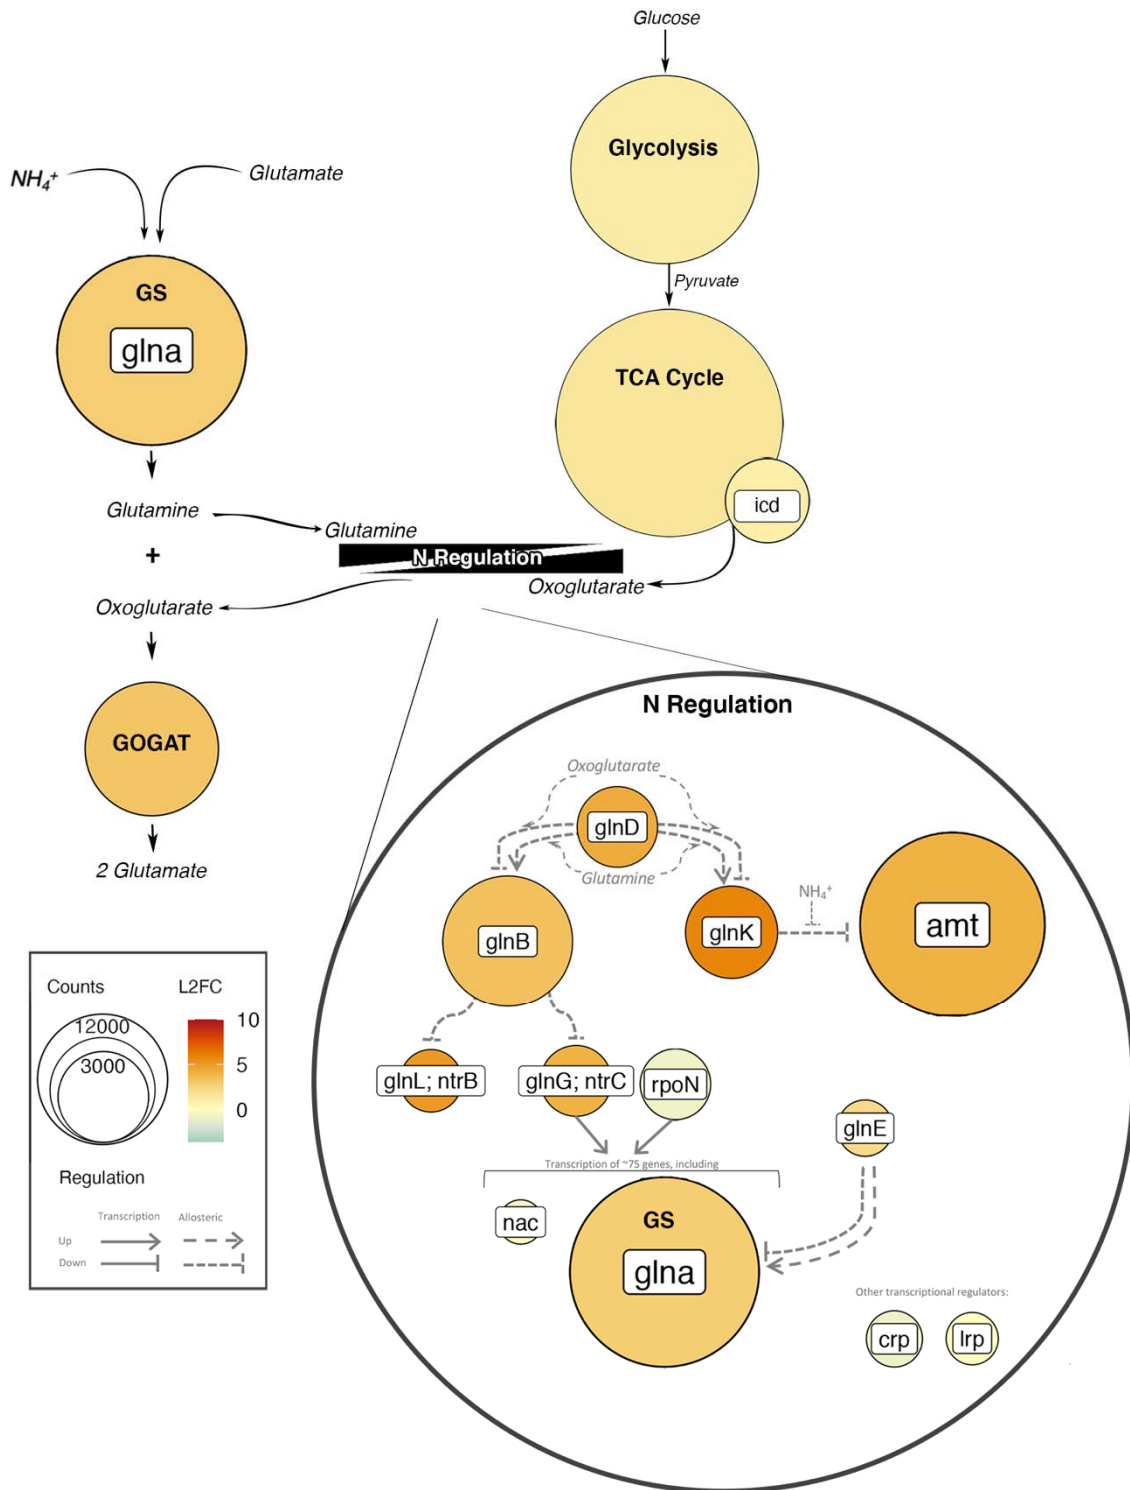 Glucose
Glycolysis
NH₄⁺
Glutamate
GS
glna
Pyruvate
TCA Cycle
icd
Glutamine
Glutamine
+
N Regulation
Oxoglutarate
Oxoglutarate
GOGAT
2 Glutamate
N Regulation
Oxoglutarate
glnD
Glutamine
glnB
glnK
NH₄⁺
amt
glnL; ntrB
glnG; ntrC
rpoN
glnE
Transcription of ~75 genes, including
nac
GS
glna
Other transcriptional regulators:
crp
lrp
Counts
L2FC
12000
3000
10
5
0
Regulation
Transcription
Allosteric
Up
Down